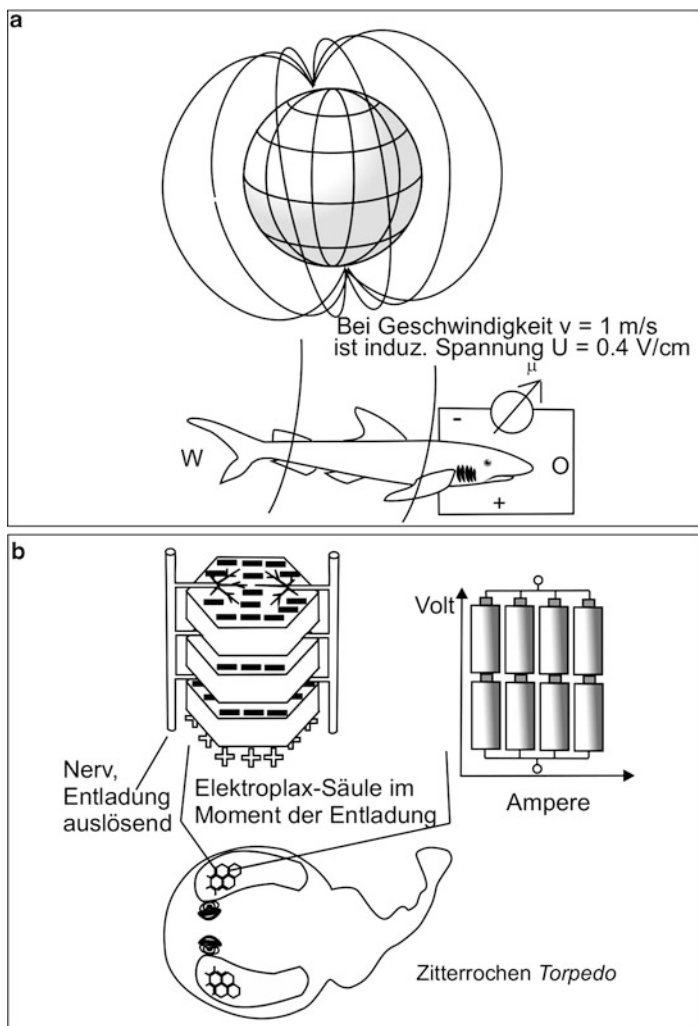 a
Bei Geschwindigkeit v = 1 m/s
ist induz. Spannung U = 0.4 V/cm
μ
-
W
O
+
b
Volt
Ampere
Nerv,
Entladung
auslösend
Elektroplax-Säule im
Moment der Entladung
Zitterrochen Torpedo